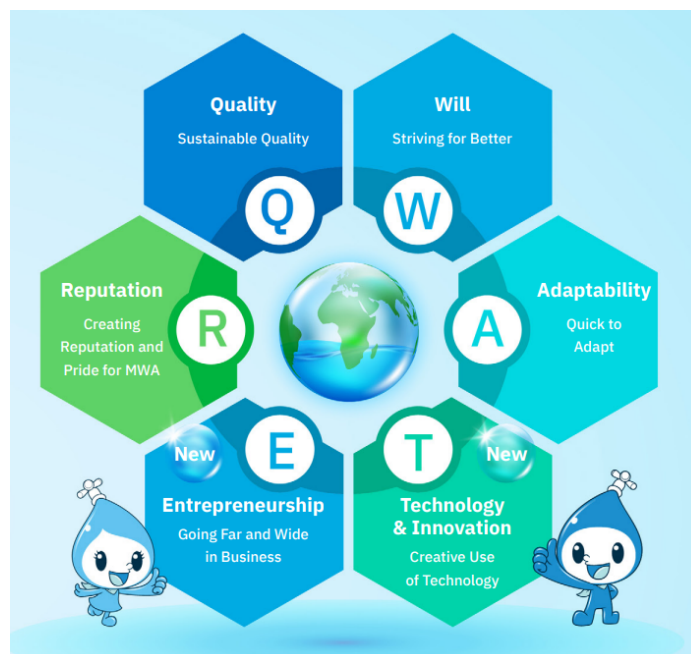 Quality
Sustainable Quality
Q
Will
Striving for Better
W
Adaptability
Quick to
Adapt
A
New
T
Technology
& Innovation
Creative Use
of Technology
New
E
Entrepreneurship
Going Far and Wide
in Business
Reputation
Creating
Reputation and
Pride for MWA
R